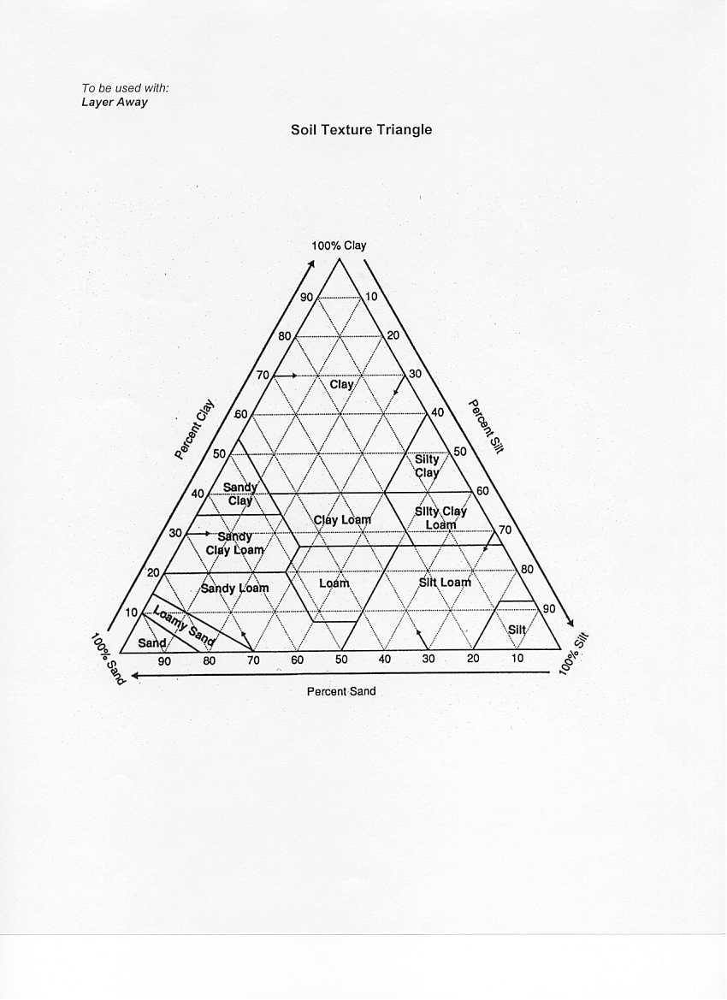 To be used with:
Layer Away
Soil Texture Triangle
100% Clay
90
10
80
20
70
30
Clay
60
40
Percent Clay
Percent Silt
50
50
Silty
Clay
Sandy
Clay
40
60
Clay Loam
Silty Clay
Loam
30
70
Sandy
Clay Loam
20
80
Sandy Loam
Loam
Silt Loam
10
90
Loamy Sand
Sand
Silt
100% Sand
100% Silt
90
80
70
60
50
40
30
20
10
Percent Sand